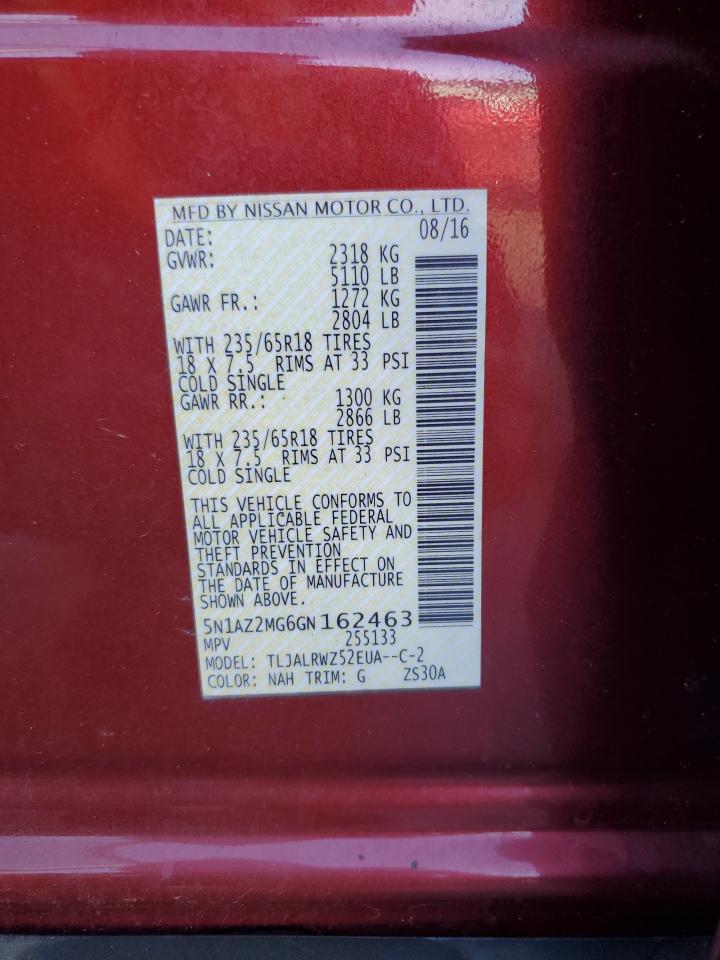 MFD BY NISSAN MOTOR CO., LTD.
DATE: 08/16
GVWR: 2318 KG
5110 LB
GAWR FR.: 1272 KG
2804 LB
WITH 235/65R18 TIRES
18 X 7.5 RIMS AT 33 PSI
COLD SINGLE
GAWR RR.: 1300 KG
2866 LB
WITH 235/65R18 TIRES
18 X 7.5 RIMS AT 33 PSI
COLD SINGLE
THIS VEHICLE CONFORMS TO
ALL APPLICABLE FEDERAL
MOTOR VEHICLE SAFETY AND
THEFT PREVENTION
STANDARDS IN EFFECT ON
THE DATE OF MANUFACTURE
SHOWN ABOVE.
5N1AZ2MG6GN162463
MPV 255133
MODEL: TLJALRWZ52EUA--C-2
COLOR: NAH TRIM: G ZS30A